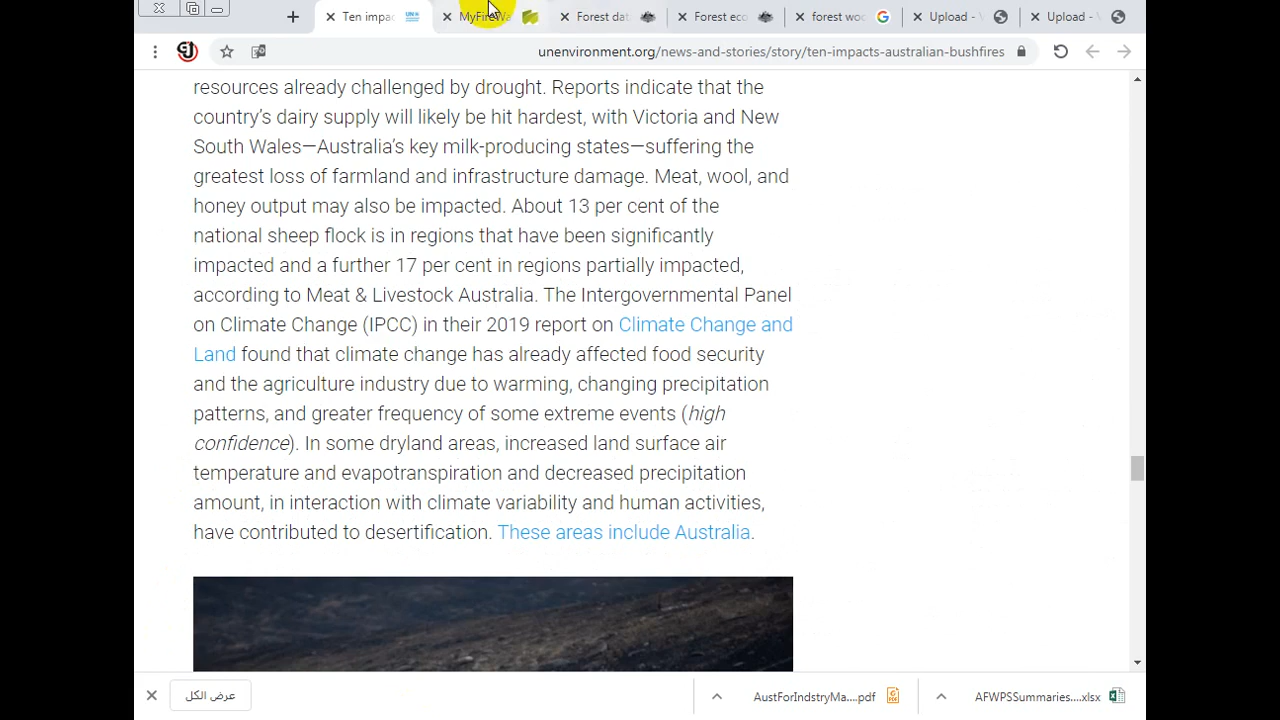 Ten impac
MyFireWa
Forest dat
Forest eco
forest woo
Upload -
Upload -
unenvironment.org/news-and-stories/story/ten-impacts-australian-bushfires
resources already challenged by drought. Reports indicate that the
country’s dairy supply will likely be hit hardest, with Victoria and New
South Wales—Australia’s key milk-producing states—suffering the
greatest loss of farmland and infrastructure damage. Meat, wool, and
honey output may also be impacted. About 13 per cent of the
national sheep flock is in regions that have been significantly
impacted and a further 17 per cent in regions partially impacted,
according to Meat & Livestock Australia. The Intergovernmental Panel
on Climate Change (IPCC) in their 2019 report on Climate Change and
Land found that climate change has already affected food security
and the agriculture industry due to warming, changing precipitation
patterns, and greater frequency of some extreme events (high
confidence). In some dryland areas, increased land surface air
temperature and evapotranspiration and decreased precipitation
amount, in interaction with climate variability and human activities,
have contributed to desertification. These areas include Australia.
عرض الكل
AustForIndstryMa....pdf
AFWPSSummaries....xlsx